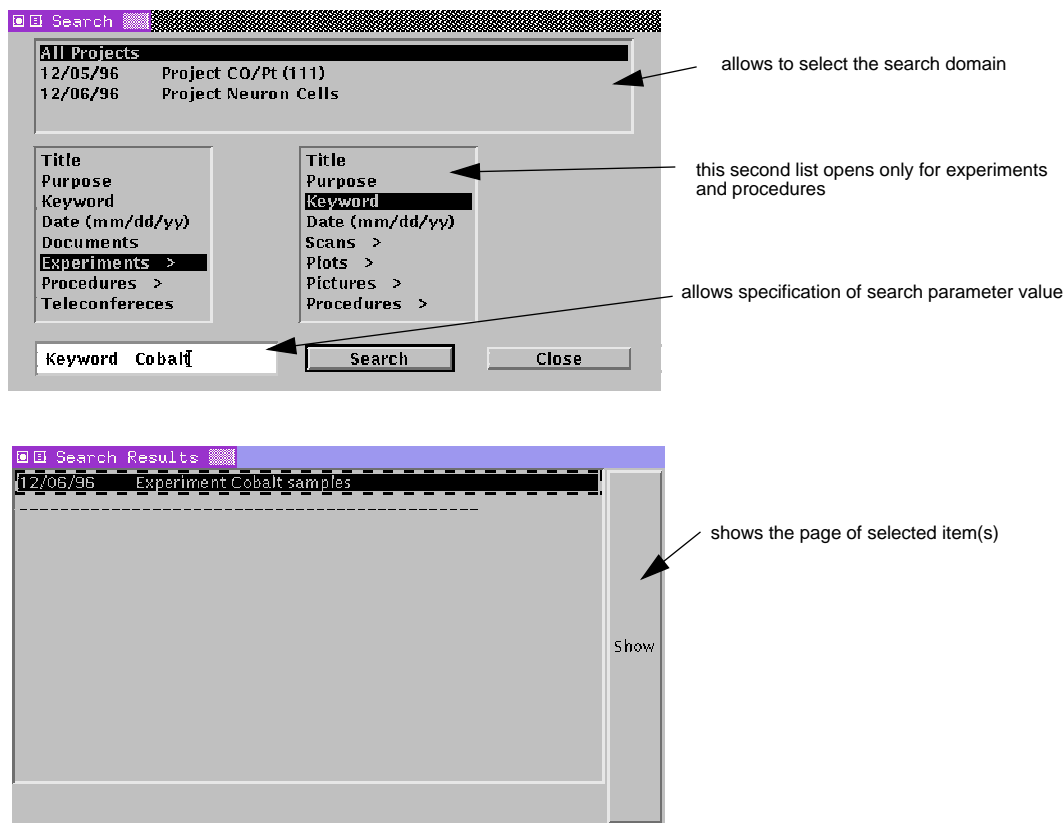 Search
All Projects
12/05/96 Project CO/Pt (111)
12/06/96 Project Neuron Cells
allows to select the search domain
Title
Purpose
Keyword
Date (mm/dd/yy)
Documents
Experiments >
Procedures >
Teleconfereces
Title
Purpose
Keyword
Date (mm/dd/yy)
Scans >
Plots >
Pictures >
Procedures >
this second list opens only for experiments
and procedures
allows specification of search parameter value
Keyword Cobalt
Search
Close
Search Results
12/06/96 Experiment Cobalt samples
shows the page of selected item(s)
Show